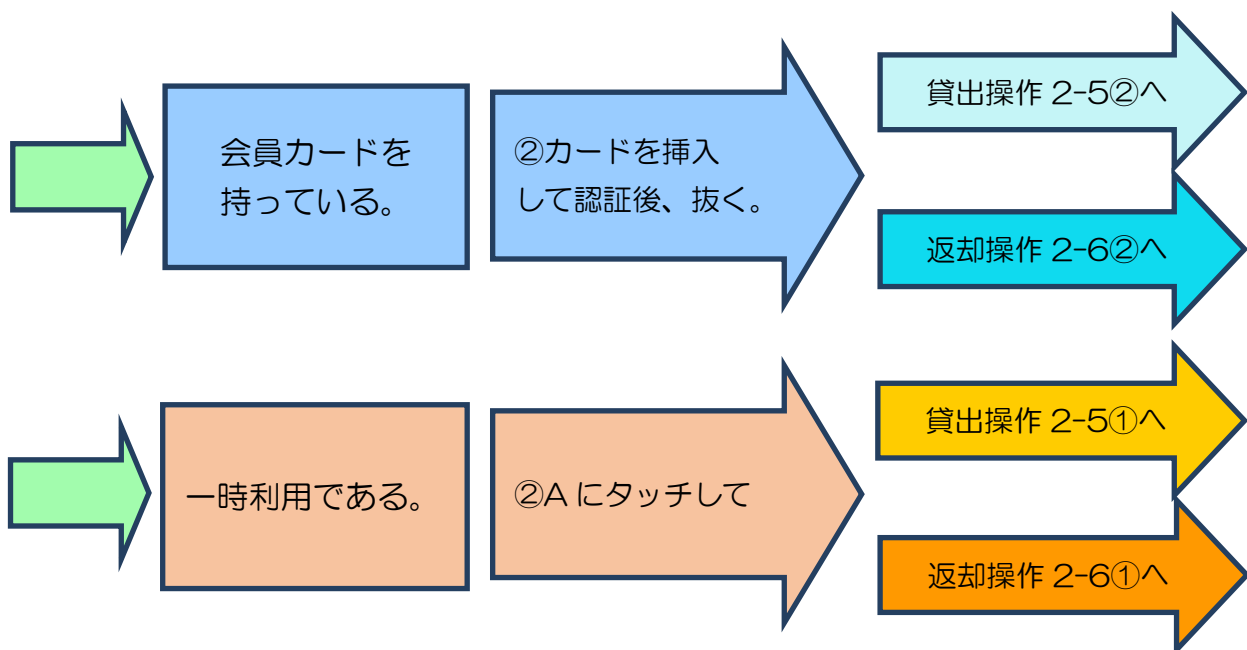 会員カードを
持っている。
②カードを挿入
して認証後、抜く。
貸出操作 2-5②へ
返却操作 2-6②へ
一時利用である。
②A にタッチして
貸出操作 2-5①へ
返却操作 2-6①へ